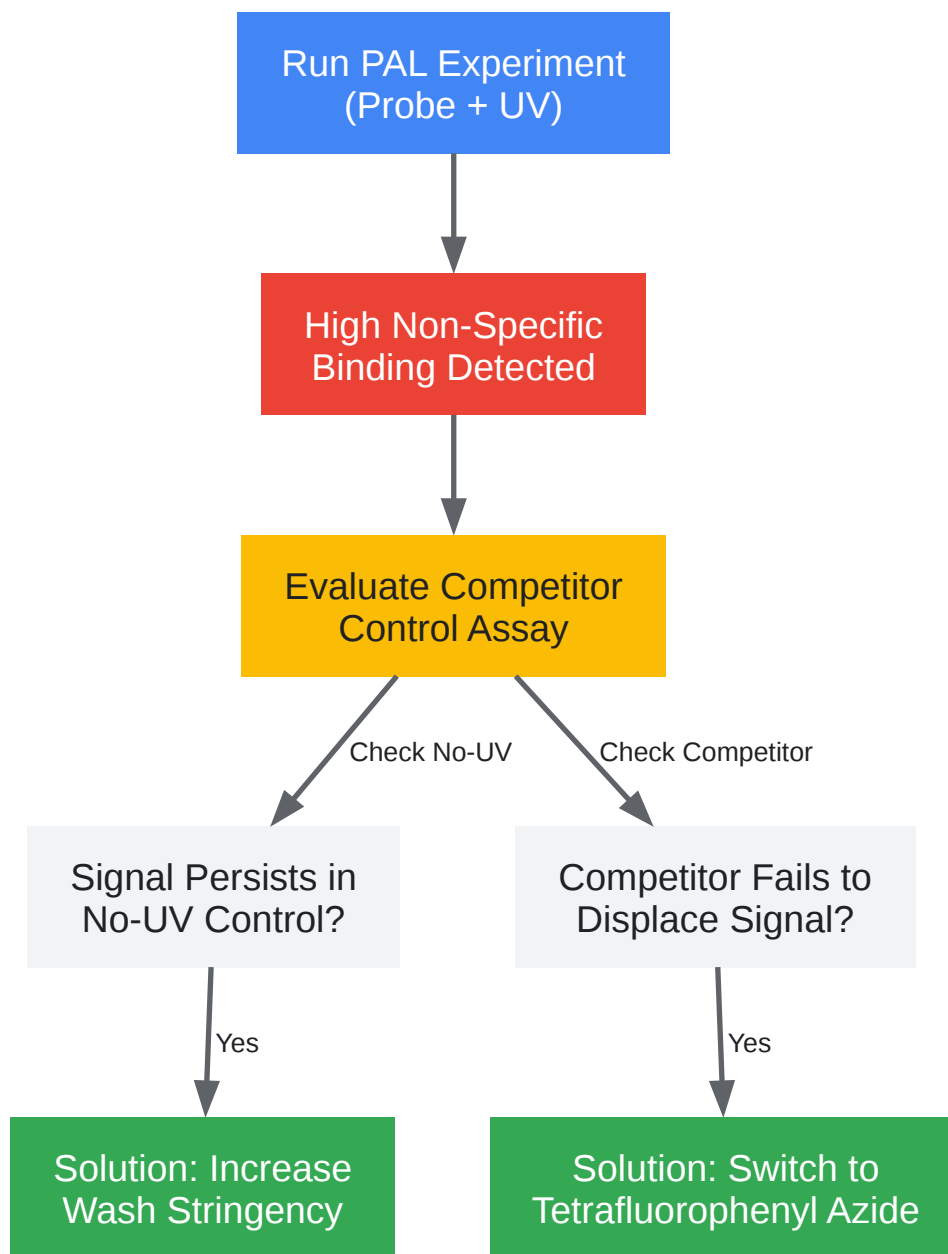 Run PAL Experiment
(Probe + UV)
High Non-Specific
Binding Detected
Evaluate Competitor
Control Assay
Check No-UV
Check Competitor
Signal Persists in
No-UV Control?
Competitor Fails to
Displace Signal?
Yes
Yes
Solution: Increase
Wash Stringency
Solution: Switch to
Tetrafluorophenyl Azide